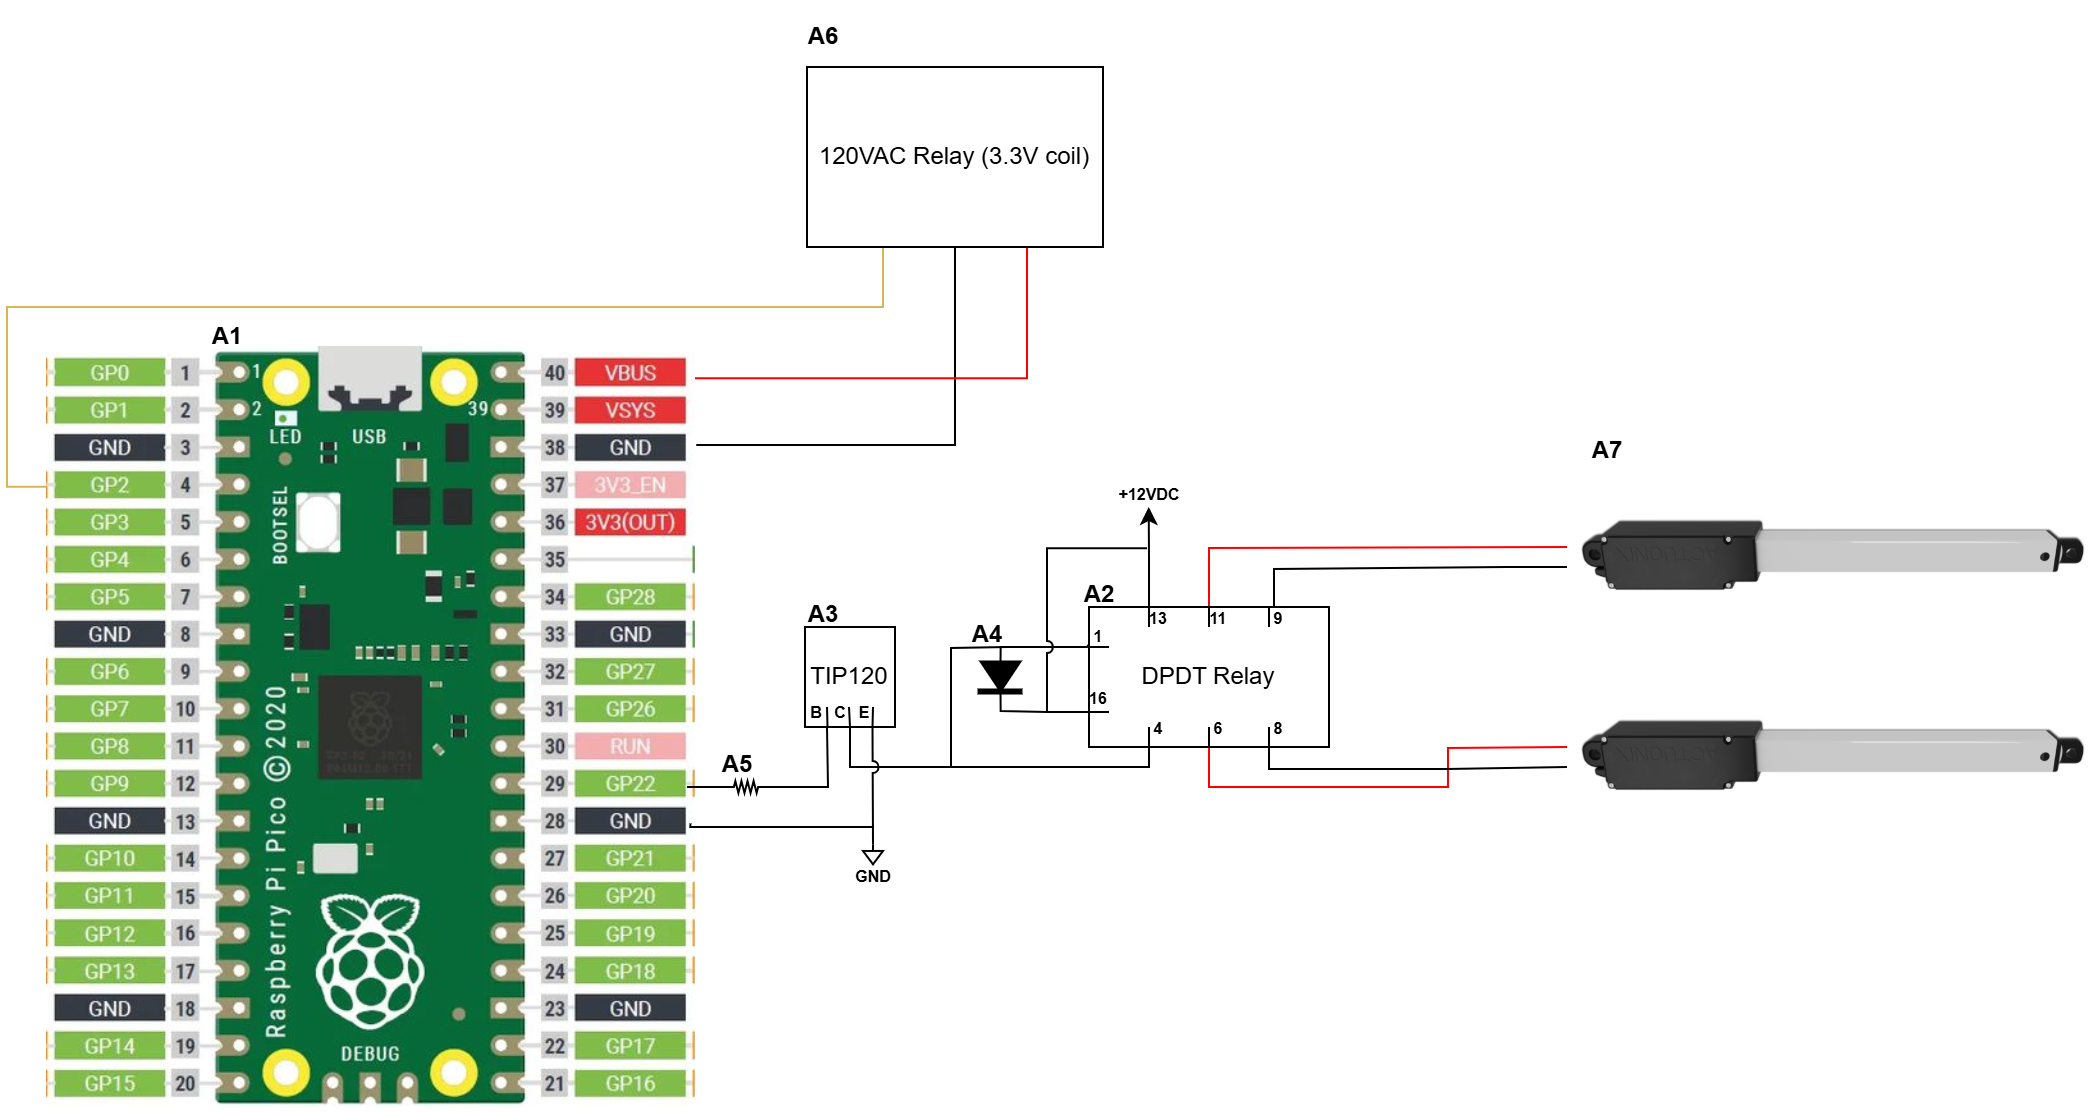 A6
120VAC Relay (3.3V coil)
A1
GP0 1 1 40 VBUS
GP1 2 2 39 39 VSYS
LED USB
GND 3 38 GND
GP2 4 37 3V3_EN
GP3 5 36 3V3(OUT)
BOOTSEL
GP4 6 35
GP5 7 34 GP28
GND 8 33 GND
GP6 9 32 GP27
GP7 10 31 GP26
GP8 11 30 RUN
GP9 12 29 GP22
GND 13 28 GND
GP10 14 27 GP21
GP11 15 26 GP20
GP12 16 25 GP19
GP13 17 24 GP18
GND 18 23 GND
GP14 19 22 GP17
GP15 20 21 GP16
Raspberry Pi Pico ©2020
DEBUG
A5
A3
TIP120
B C E
GND
A4
+12VDC
A2
13 11 9
1
DPDT Relay
16
4 6 8
A7